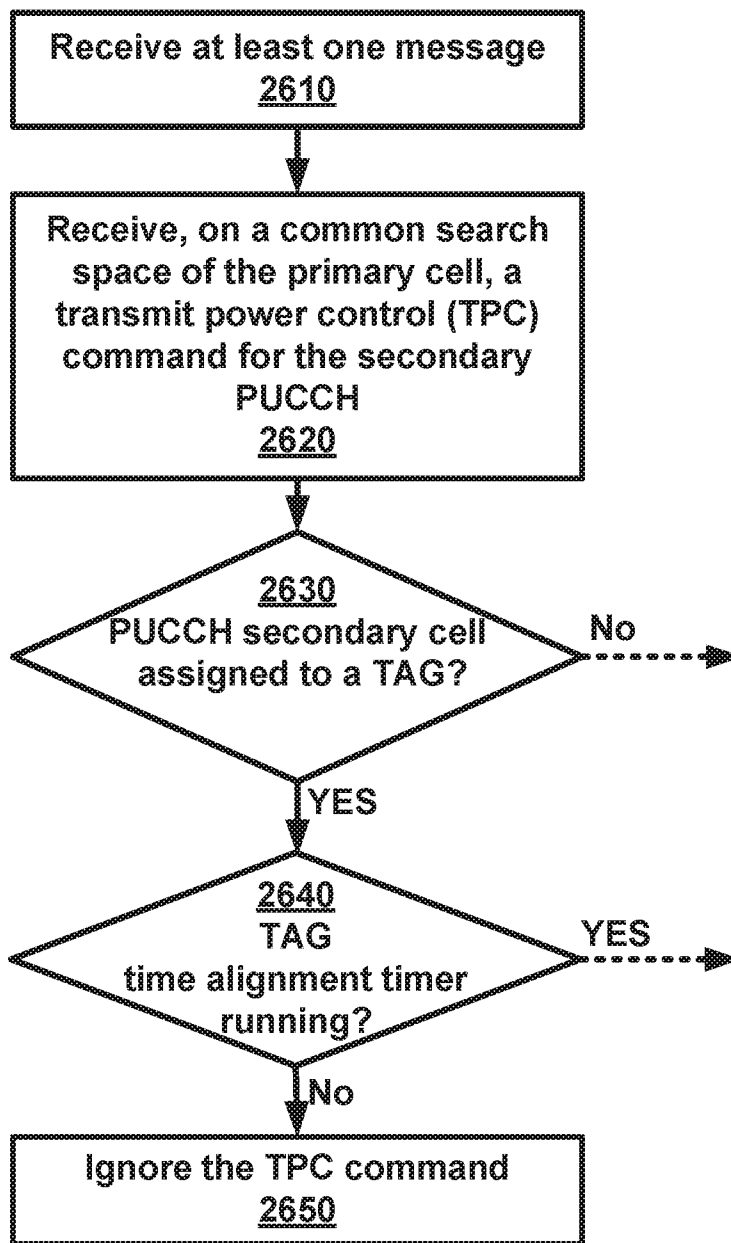 Receive at least one message
2610
Receive, on a common search
space of the primary cell, a
transmit power control (TPC)
command for the secondary
PUCCH
2620
2630
PUCCH secondary cell
assigned to a TAG?
No
YES
2640
TAG
time alignment timer
running?
YES
No
Ignore the TPC command
2650